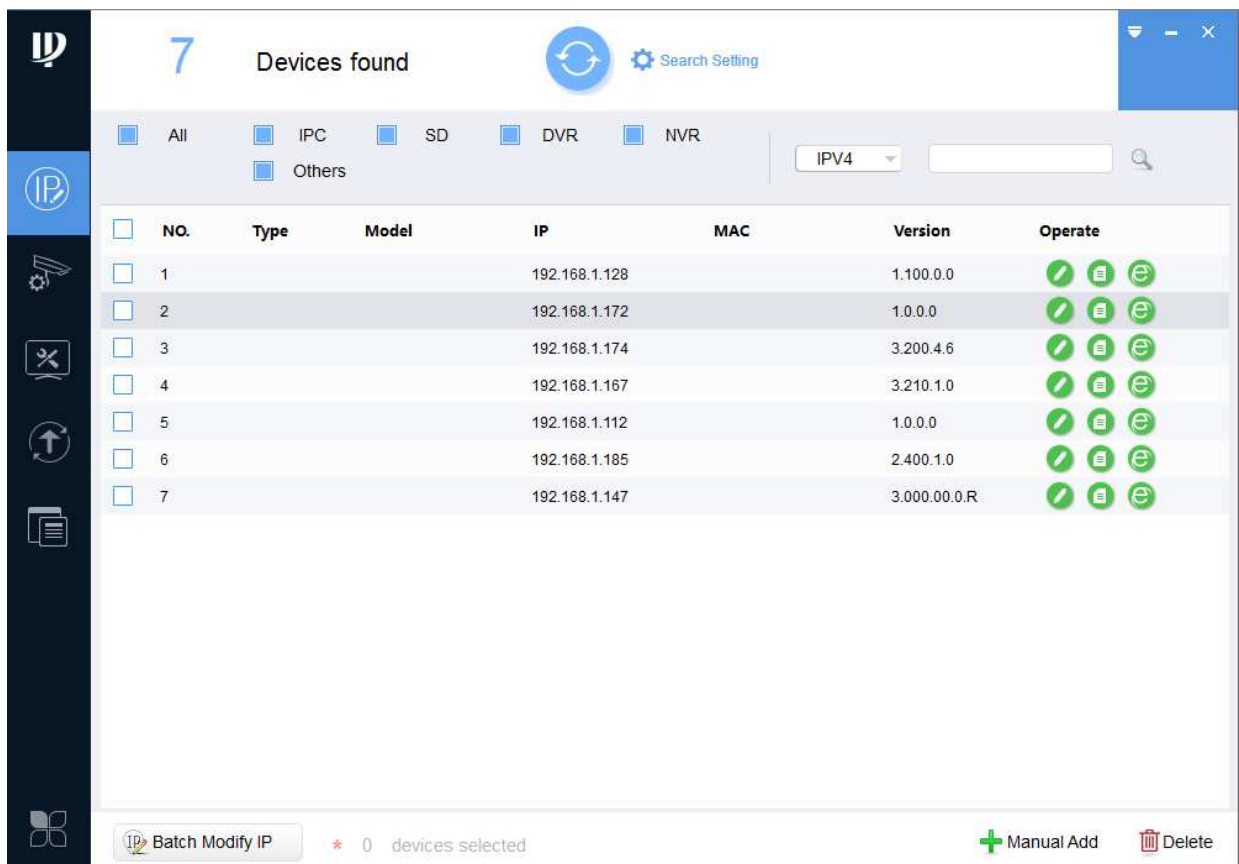 7 Devices found Search Setting
All IPC SD DVR NVR
Others
IPV4
IP
NO. Type Model IP MAC Version Operate
1 192.168.1.128 1.100.0.0
2 192.168.1.172 1.0.0.0
3 192.168.1.174 3.200.4.6
4 192.168.1.167 3.210.1.0
5 192.168.1.112 1.0.0.0
6 192.168.1.185 2.400.1.0
7 192.168.1.147 3.000.00.0.R
IP Batch Modify IP * 0 devices selected Manual Add Delete